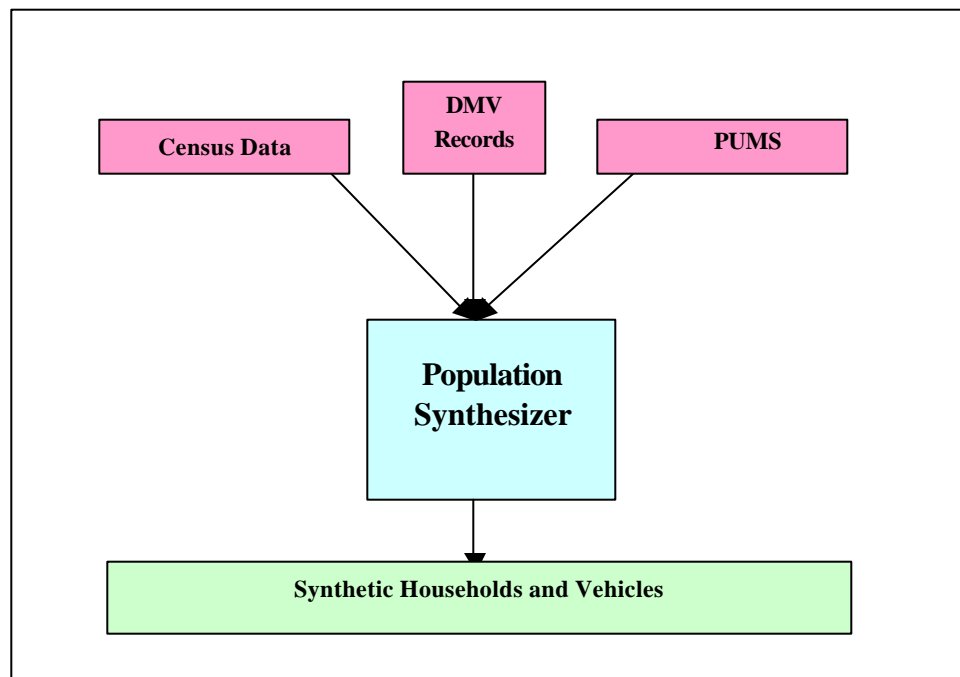 DMV
Records
Census Data
PUMS
Population
Synthesizer
Synthetic Households and Vehicles